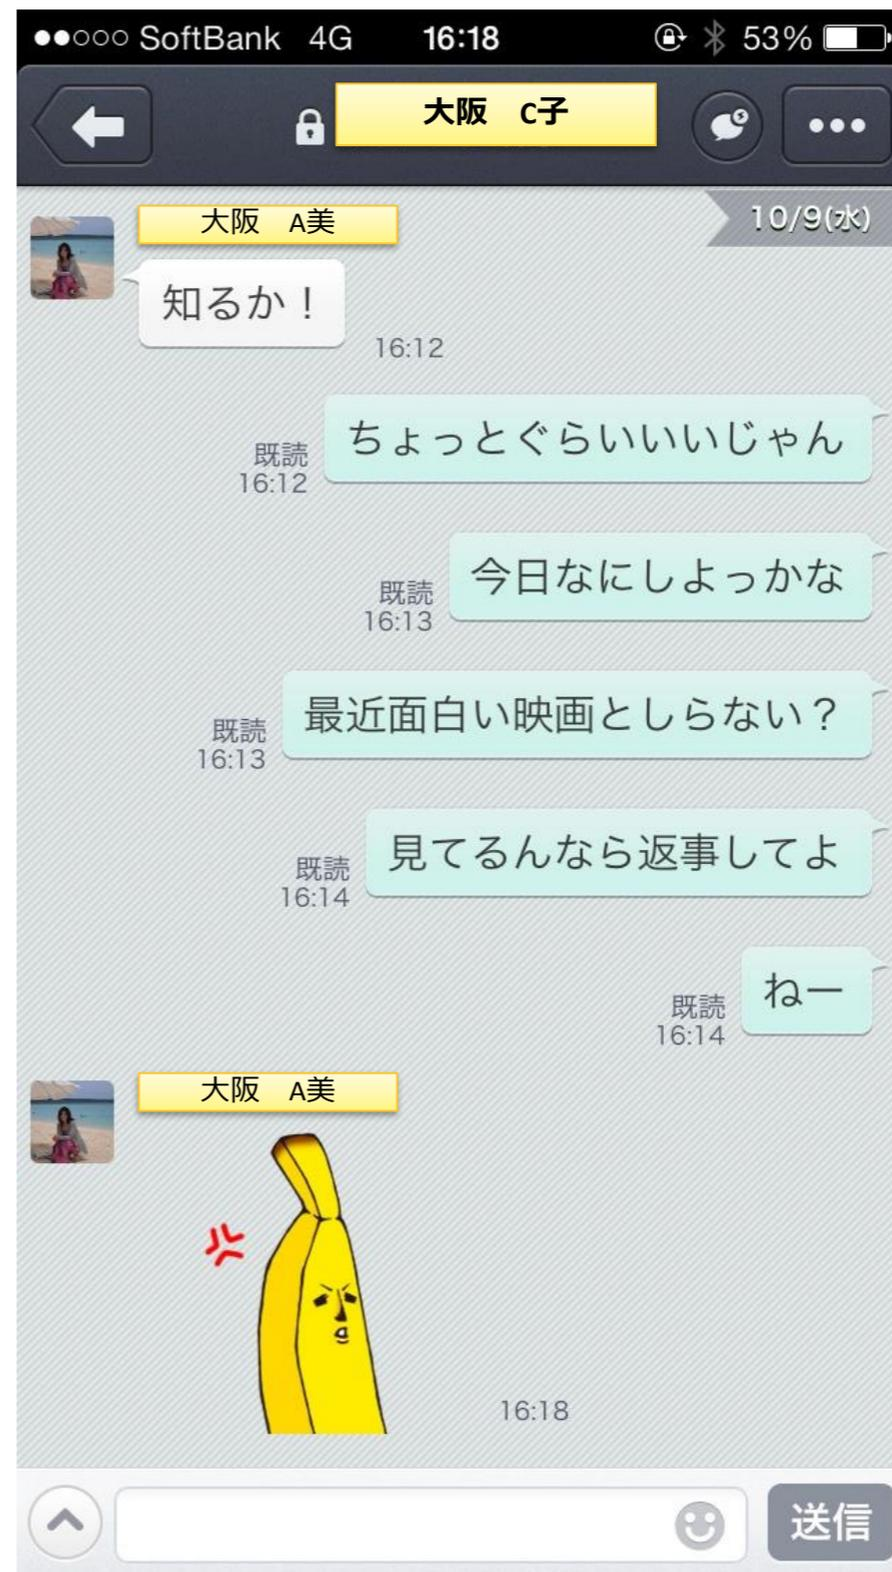 SoftBank 4G 16:18 53%
大阪 C子
10/9(水)
大阪 A美
知るか！
16:12
ちょっとぐらいいいじゃん
既読
16:12
今日なにしよっかな
既読
16:13
最近面白い映画としらない？
既読
16:13
見てるんなら返事してよ
既読
16:14
ねー
既読
16:14
大阪 A美
16:18
送信